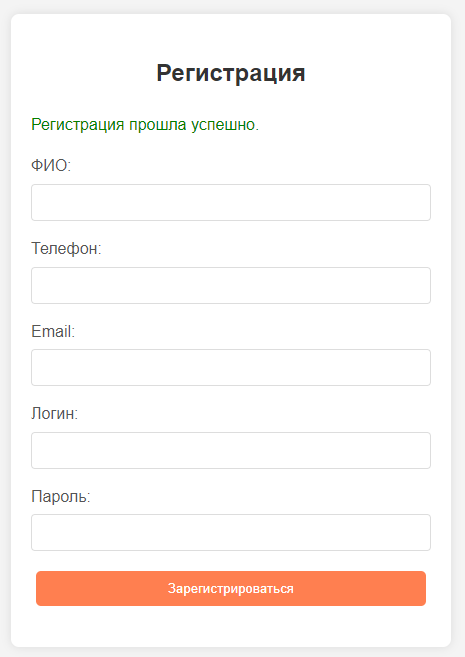 Регистрация
Регистрация прошла успешно.
ФИО:
Телефон:
Email:
Логин:
Пароль:
Зарегистрироваться